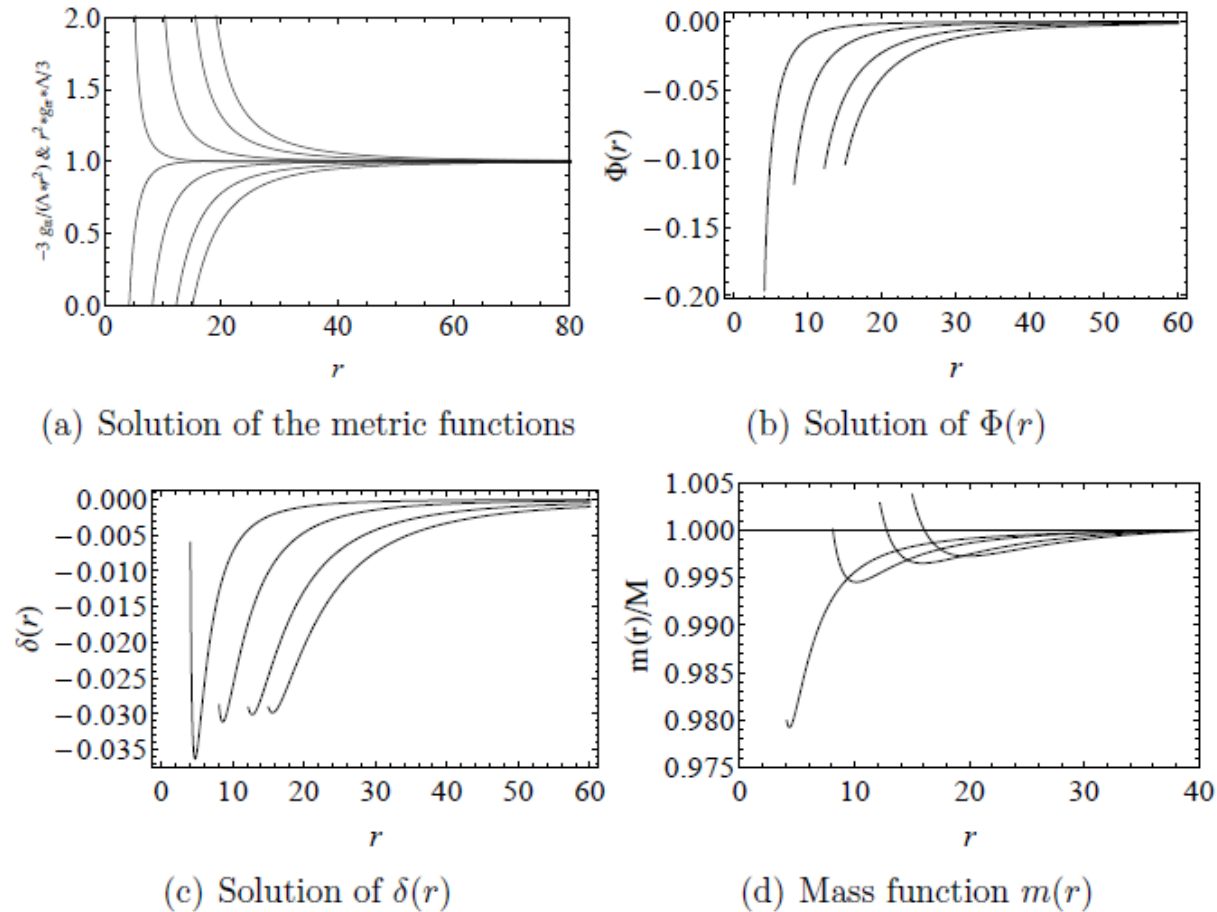 2.0
1.5
1.0
0.5
0.0
0 20 40 60 80
r
(a) Solution of the metric functions
0.00
−0.05
−0.10
−0.15
−0.20
Φ(r)
0 10 20 30 40 50 60
r
(b) Solution of Φ(r)
0.000
−0.005
−0.010
−0.015
−0.020
−0.025
−0.030
−0.035
δ(r)
0 10 20 30 40 50 60
r
(c) Solution of δ(r)
1.005
1.000
0.995
0.990
0.985
0.980
0.975
m(r)/M
0 10 20 30 40
r
(d) Mass function m(r)